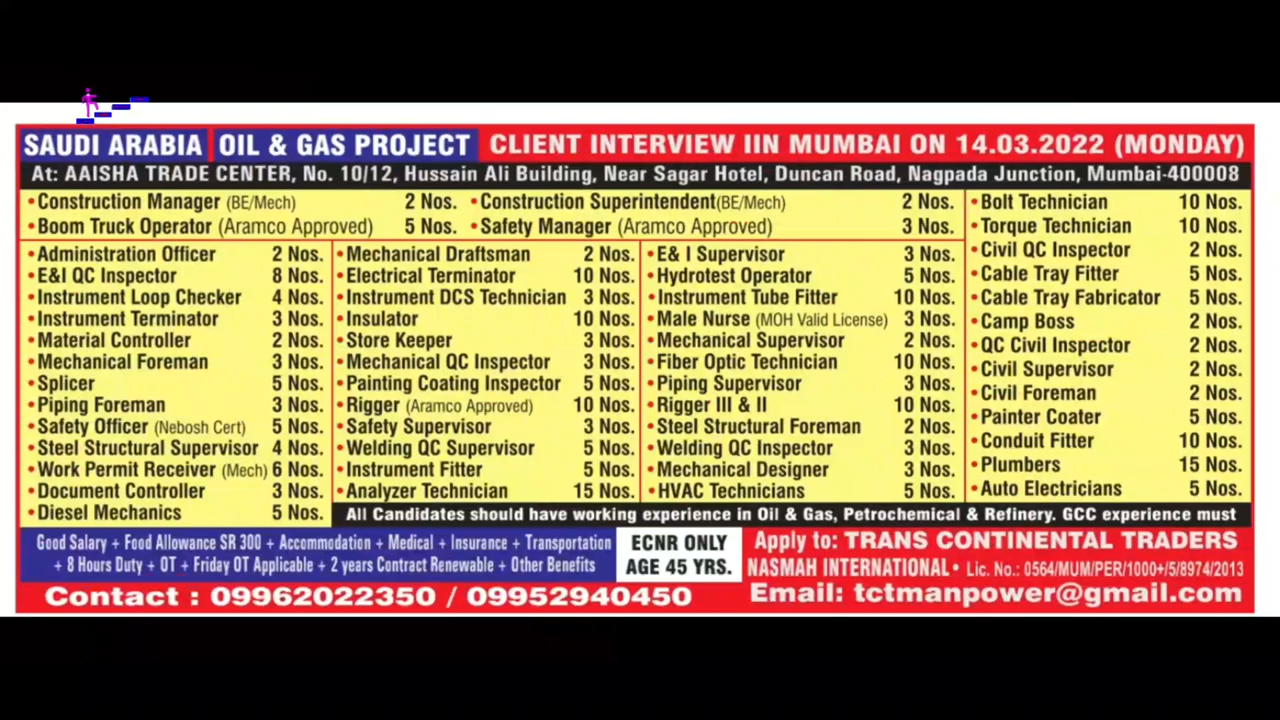 SAUDI ARABIA OIL & GAS PROJECT CLIENT INTERVIEW IIN MUMBAI ON 14.03.2022 (MONDAY)
At: AAISHA TRADE CENTER, No. 10/12, Hussain Ali Building, Near Sagar Hotel, Duncan Road, Nagpada Junction, Mumbai-400008
• Construction Manager (BE/Mech) 2 Nos.
• Construction Superintendent(BE/Mech) 2 Nos.
• Boom Truck Operator (Aramco Approved) 5 Nos.
• Safety Manager (Aramco Approved) 3 Nos.
• Administration Officer 2 Nos.
• E&I QC Inspector 8 Nos.
• Instrument Loop Checker 4 Nos.
• Instrument Terminator 3 Nos.
• Material Controller 2 Nos.
• Mechanical Foreman 3 Nos.
• Splicer 5 Nos.
• Piping Foreman 3 Nos.
• Safety Officer (Nebosh Cert) 5 Nos.
• Steel Structural Supervisor 4 Nos.
• Work Permit Receiver (Mech) 6 Nos.
• Document Controller 3 Nos.
• Diesel Mechanics 5 Nos.
• Mechanical Draftsman 2 Nos.
• Electrical Terminator 10 Nos.
• Instrument DCS Technician 3 Nos.
• Insulator 10 Nos.
• Store Keeper 3 Nos.
• Mechanical QC Inspector 3 Nos.
• Painting Coating Inspector 5 Nos.
• Rigger (Aramco Approved) 10 Nos.
• Safety Supervisor 3 Nos.
• Welding QC Supervisor 5 Nos.
• Instrument Fitter 5 Nos.
• Analyzer Technician 15 Nos.
• E& I Supervisor 3 Nos.
• Hydrotest Operator 5 Nos.
• Instrument Tube Fitter 10 Nos.
• Male Nurse (MOH Valid License) 3 Nos.
• Mechanical Supervisor 2 Nos.
• Fiber Optic Technician 10 Nos.
• Piping Supervisor 3 Nos.
• Rigger III & II 10 Nos.
• Steel Structural Foreman 2 Nos.
• Welding QC Inspector 3 Nos.
• Mechanical Designer 3 Nos.
• HVAC Technicians 5 Nos.
• Bolt Technician 10 Nos.
• Torque Technician 10 Nos.
• Civil QC Inspector 2 Nos.
• Cable Tray Fitter 5 Nos.
• Cable Tray Fabricator 5 Nos.
• Camp Boss 2 Nos.
• QC Civil Inspector 2 Nos.
• Civil Supervisor 2 Nos.
• Civil Foreman 2 Nos.
• Painter Coater 5 Nos.
• Conduit Fitter 10 Nos.
• Plumbers 15 Nos.
• Auto Electricians 5 Nos.
All Candidates should have working experience in Oil & Gas, Petrochemical & Refinery. GCC experience must
Good Salary + Food Allowance SR 300 + Accommodation + Medical + Insurance + Transportation
+ 8 Hours Duty + OT + Friday OT Applicable + 2 years Contract Renewable + Other Benefits
ECNR ONLY
AGE 45 YRS.
Apply to: TRANS CONTINENTAL TRADERS
NASMAH INTERNATIONAL • Lic. No.: 0564/MUM/PER/1000+/5/8974/2013
Contact : 09962022350 / 09952940450
Email: tctmanpower@gmail.com